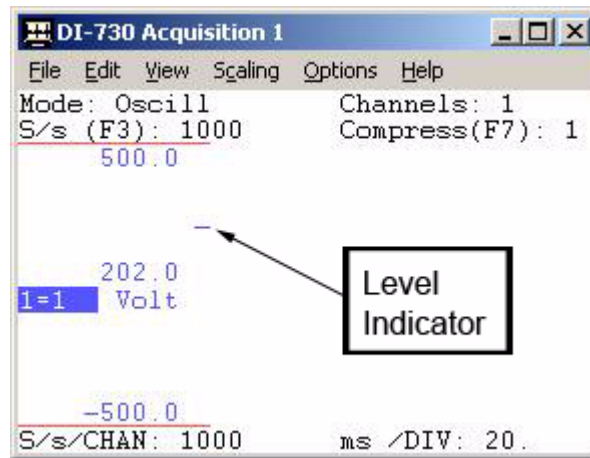 DI-730 Acquisition 1
File Edit View Scaling Options Help
Mode: Oscill Channels: 1
S/s (F3): 1000 Compress(F7): 1
500.0
202.0
1=1 Volt
Level
Indicator
-500.0
S/s/CHAN: 1000 ms /DIV: 20.